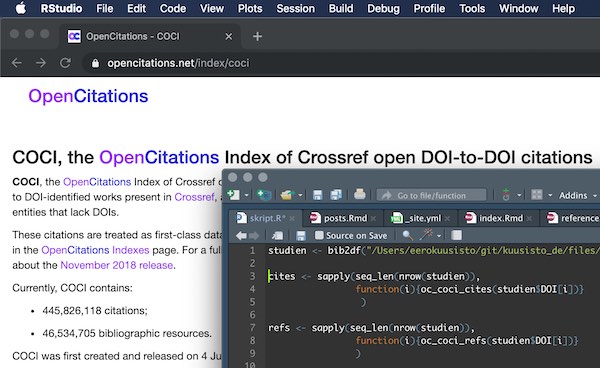 RStudio File Edit Code View Plots Session Build Debug Profile Tools Window Help
OC OpenCitations - COCI
opencitations.net/index/coci
OpenCitations
COCI, the OpenCitations Index of Crossref open DOI-to-DOI citations
COCI, the OpenCitations Index of Crossref
to DOI-identified works present in Crossref,
entities that lack DOIs.
These citations are treated as first-class data
in the OpenCitations Indexes page. For a full
about the November 2018 release.
Currently, COCI contains:
445,826,118 citations;
46,534,705 bibliographic resources.
COCI was first created and released on 4 Ju
Go to file/function Addins
skript.R* posts.Rmd _site.yml index.Rmd reference
Source on Save
1 studien <- bib2df("/Users/eerokuusisto/git/kuusisto_de/files/
2
3 cites <- sapply(seq_len(nrow(studien)),
4 function(i){oc_coci_cites(studien$DOI[i])}
5 )
6
7 refs <- sapply(seq_len(nrow(studien)),
8 function(i){oc_coci_refs(studien$DOI[i])}
9 )
10